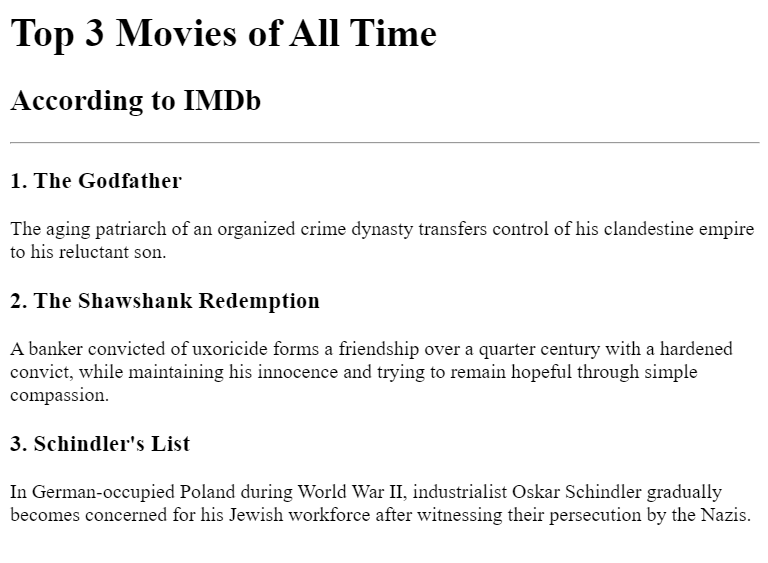 Top 3 Movies of All Time
According to IMDb
1. The Godfather
The aging patriarch of an organized crime dynasty transfers control of his clandestine empire
to his reluctant son.
2. The Shawshank Redemption
A banker convicted of uxoricide forms a friendship over a quarter century with a hardened
convict, while maintaining his innocence and trying to remain hopeful through simple
compassion.
3. Schindler's List
In German-occupied Poland during World War II, industrialist Oskar Schindler gradually
becomes concerned for his Jewish workforce after witnessing their persecution by the Nazis.